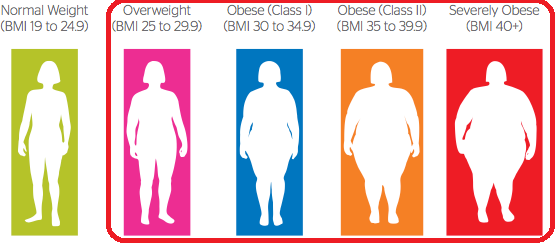 Normal Weight
(BMI 19 to 24.9)
Overweight
(BMI 25 to 29.9)
Obese (Class I)
(BMI 30 to 34.9)
Obese (Class II)
(BMI 35 to 39.9)
Severely Obese
(BMI 40+)